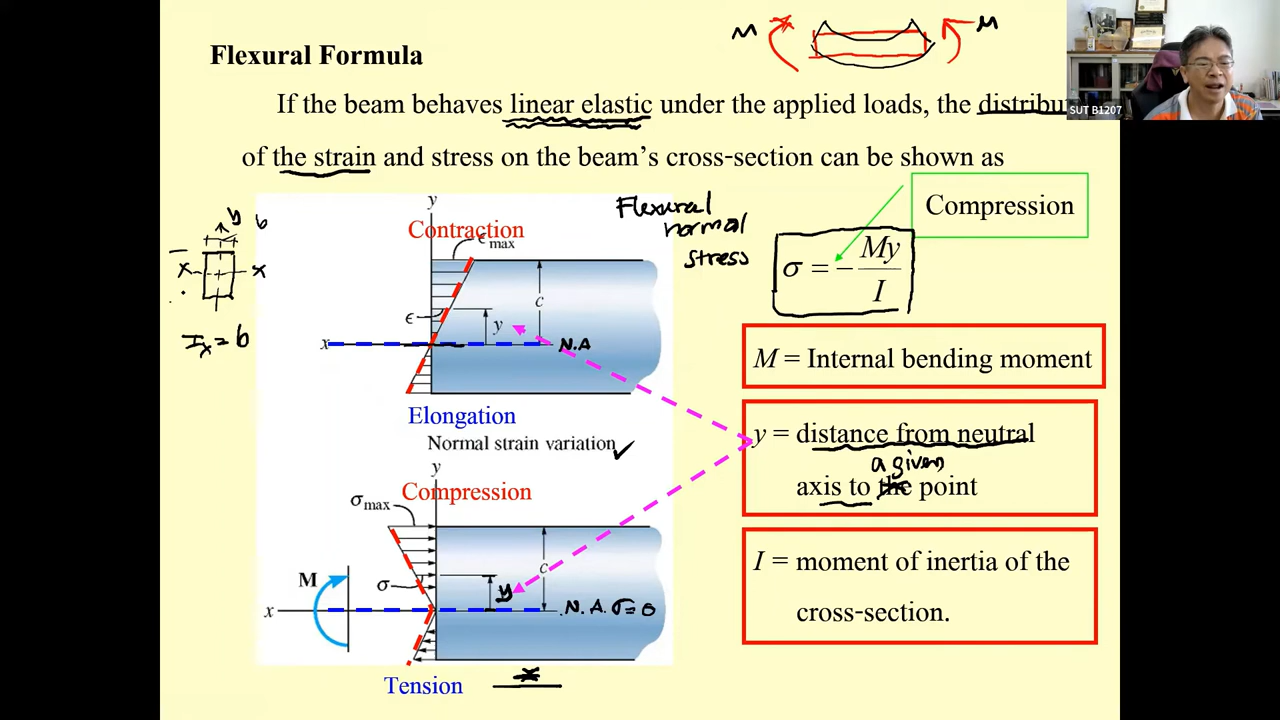 Flexural Formula
M
M
If the beam behaves linear elastic under the applied loads, the distribu
SUT B1207
of the strain and stress on the beam's cross-section can be shown as
y
Contraction
ϵmax
c
ϵ
y
x
N.A
Elongation
Normal strain variation
y
b
x
x
Ix = b
Flexural
normal
stress
Compression
σ = − My / I
M = Internal bending moment
y = distance from neutral
a given
axis to the point
I = moment of inertia of the
cross-section.
y
σmax
Compression
c
σ
y
M
x
N.A. σ=0
Tension